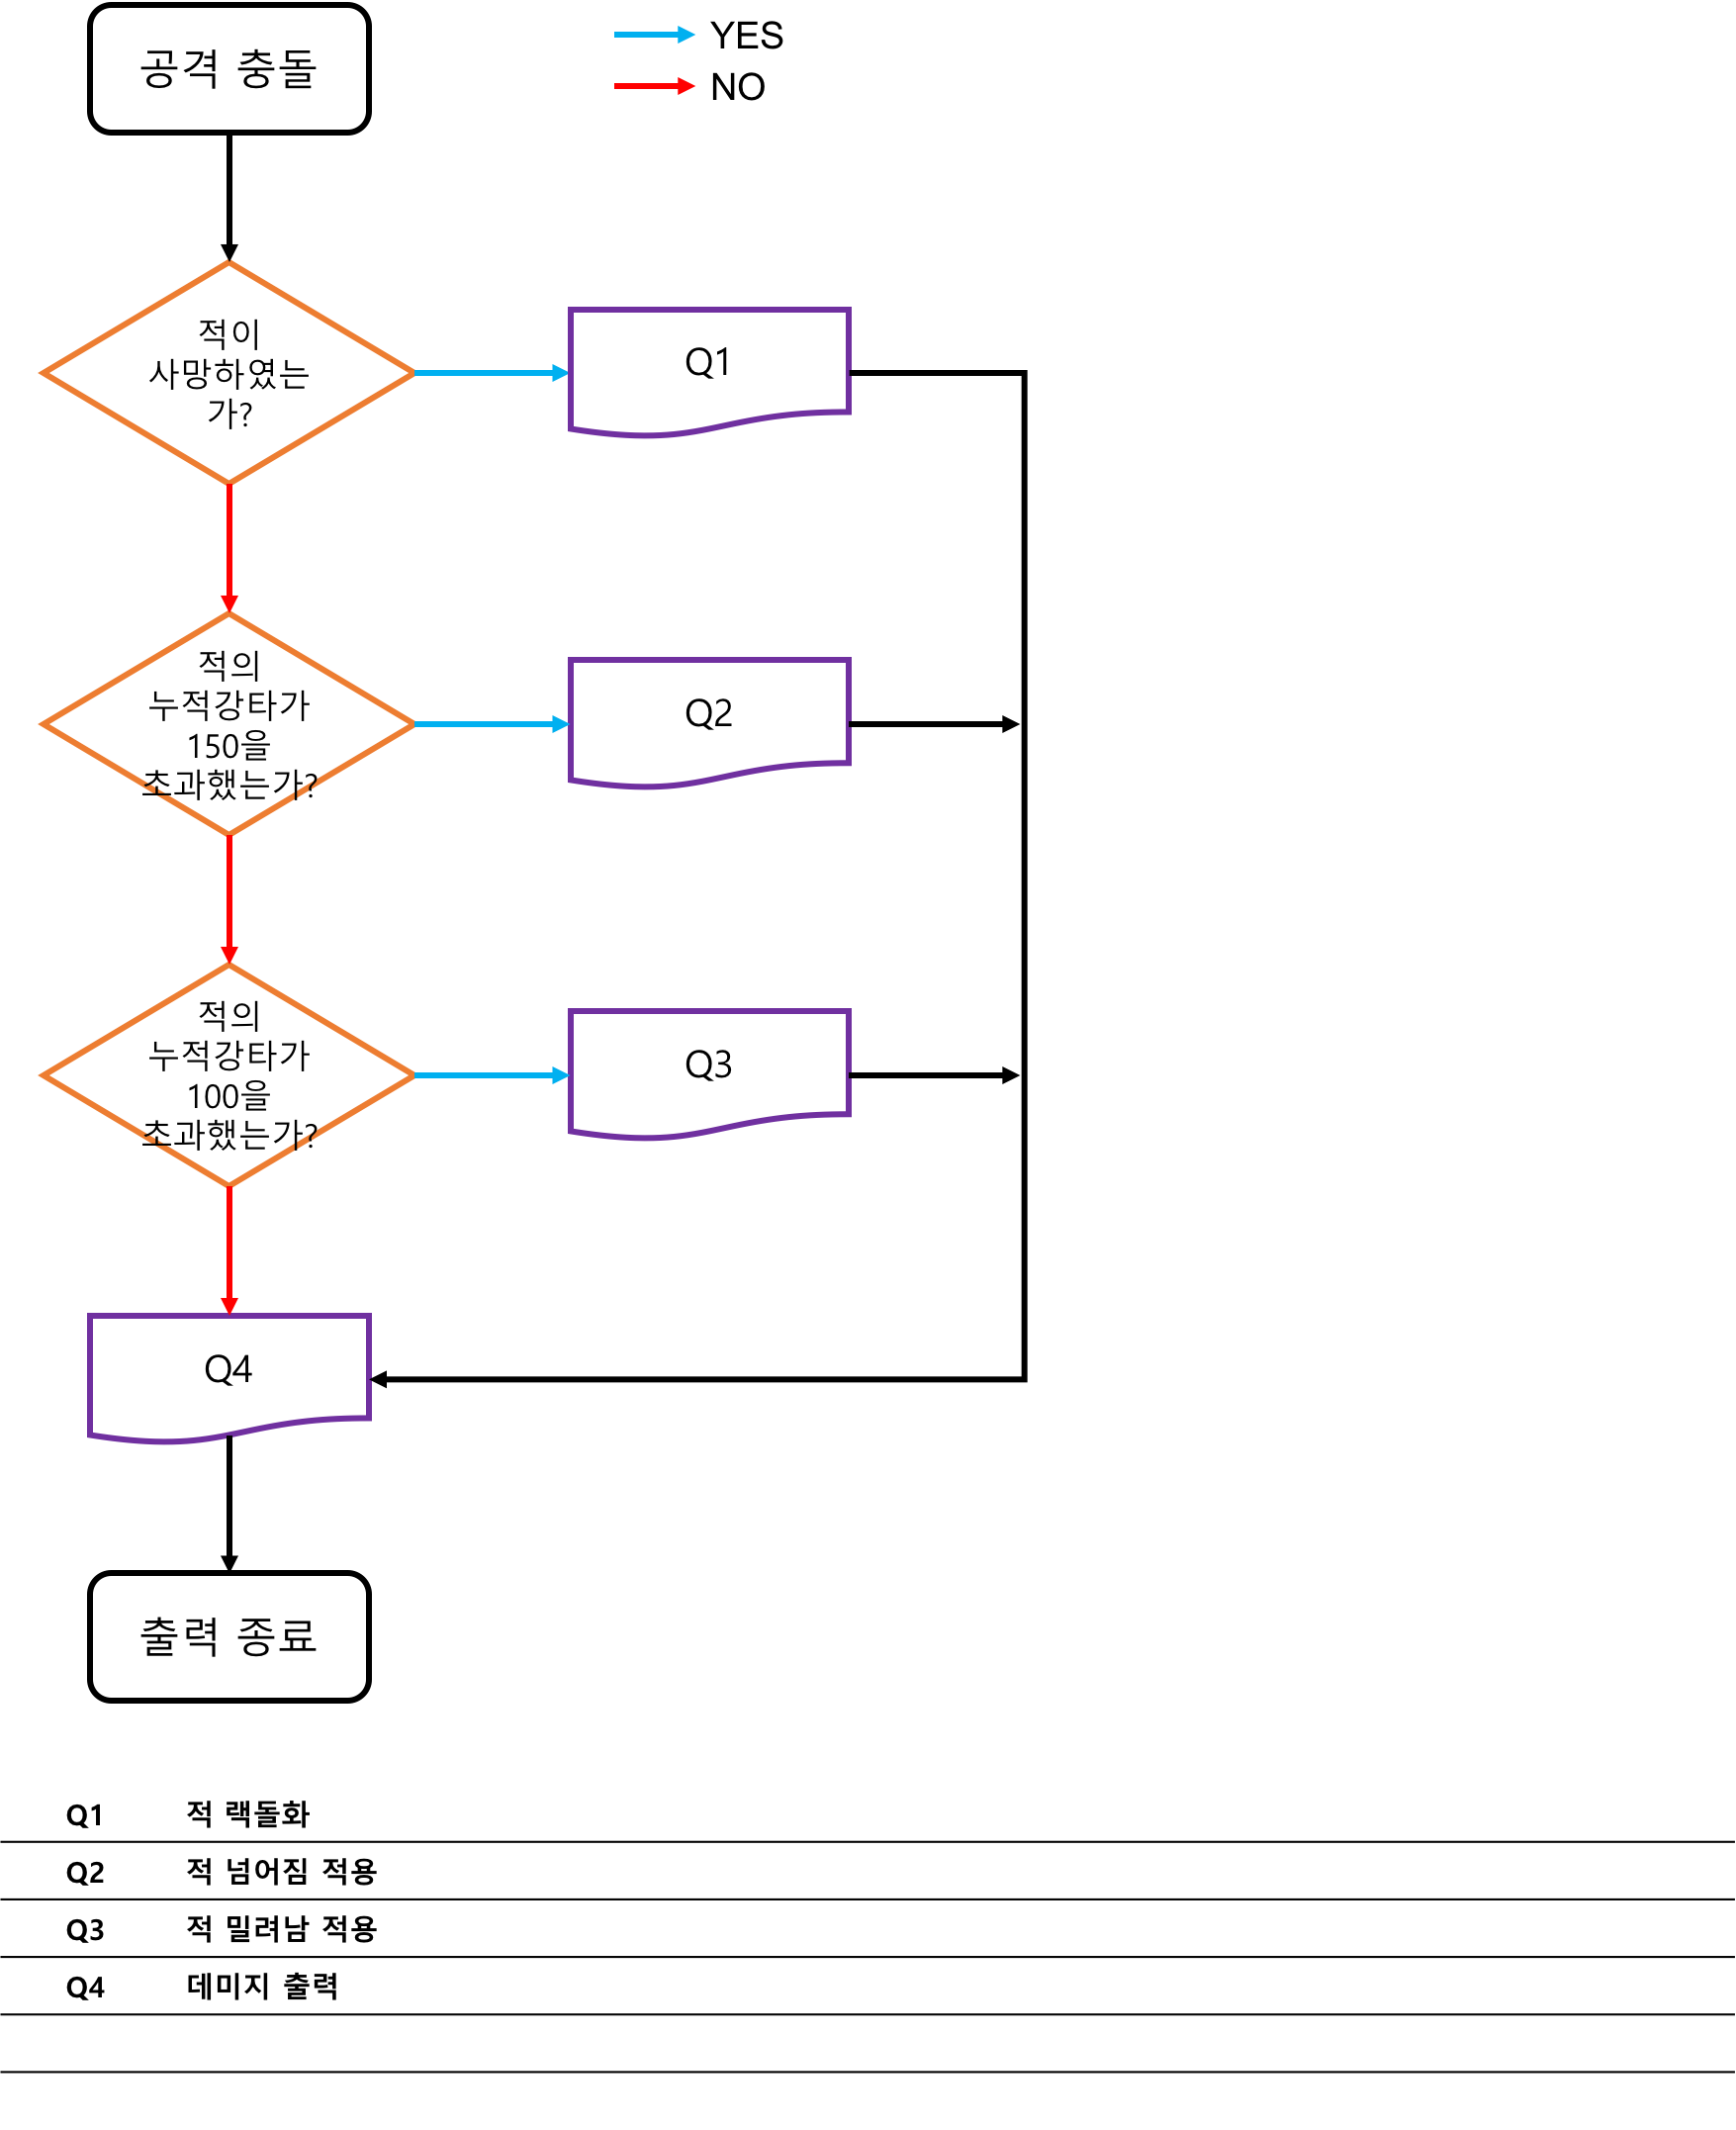 공격 충돌
YES
NO
적이
사망하였는
가?
Q1
적의
누적강타가
150을
초과했는가?
Q2
적의
누적강타가
100을
초과했는가?
Q3
Q4
출력 종료
Q1 적 랙돌화
Q2 적 넘어짐 적용
Q3 적 밀려남 적용
Q4 데미지 출력